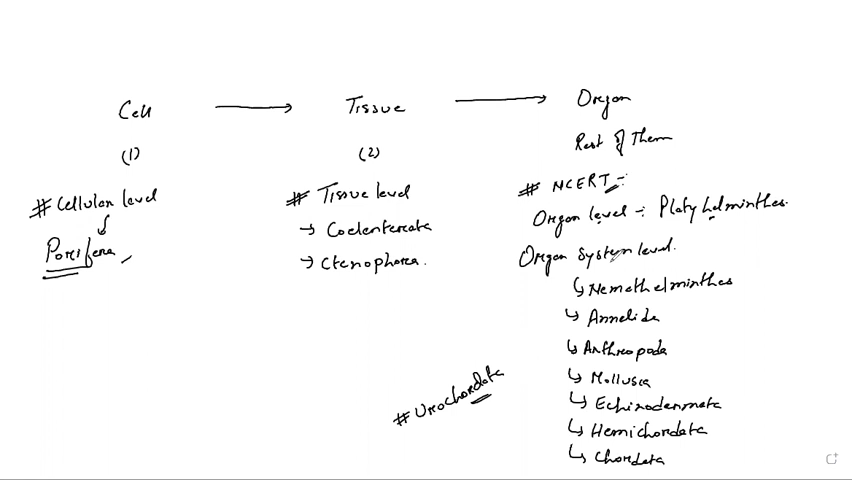 Cell → Tissue → Organ
(1)
(2)
Rest of Them
# Cellular level
Porifera
# Tissue level
→ Coelenterata
→ Ctenophora.
# NCERT :-
Organ level :- Platyhelminthes.
Organ system level.
↳ Nemathelminthes
↳ Annelida
↳ Arthropoda
↳ Mollusca
↳ Echinodermata
↳ Hemichordata
↳ Chordata
# Urochordata